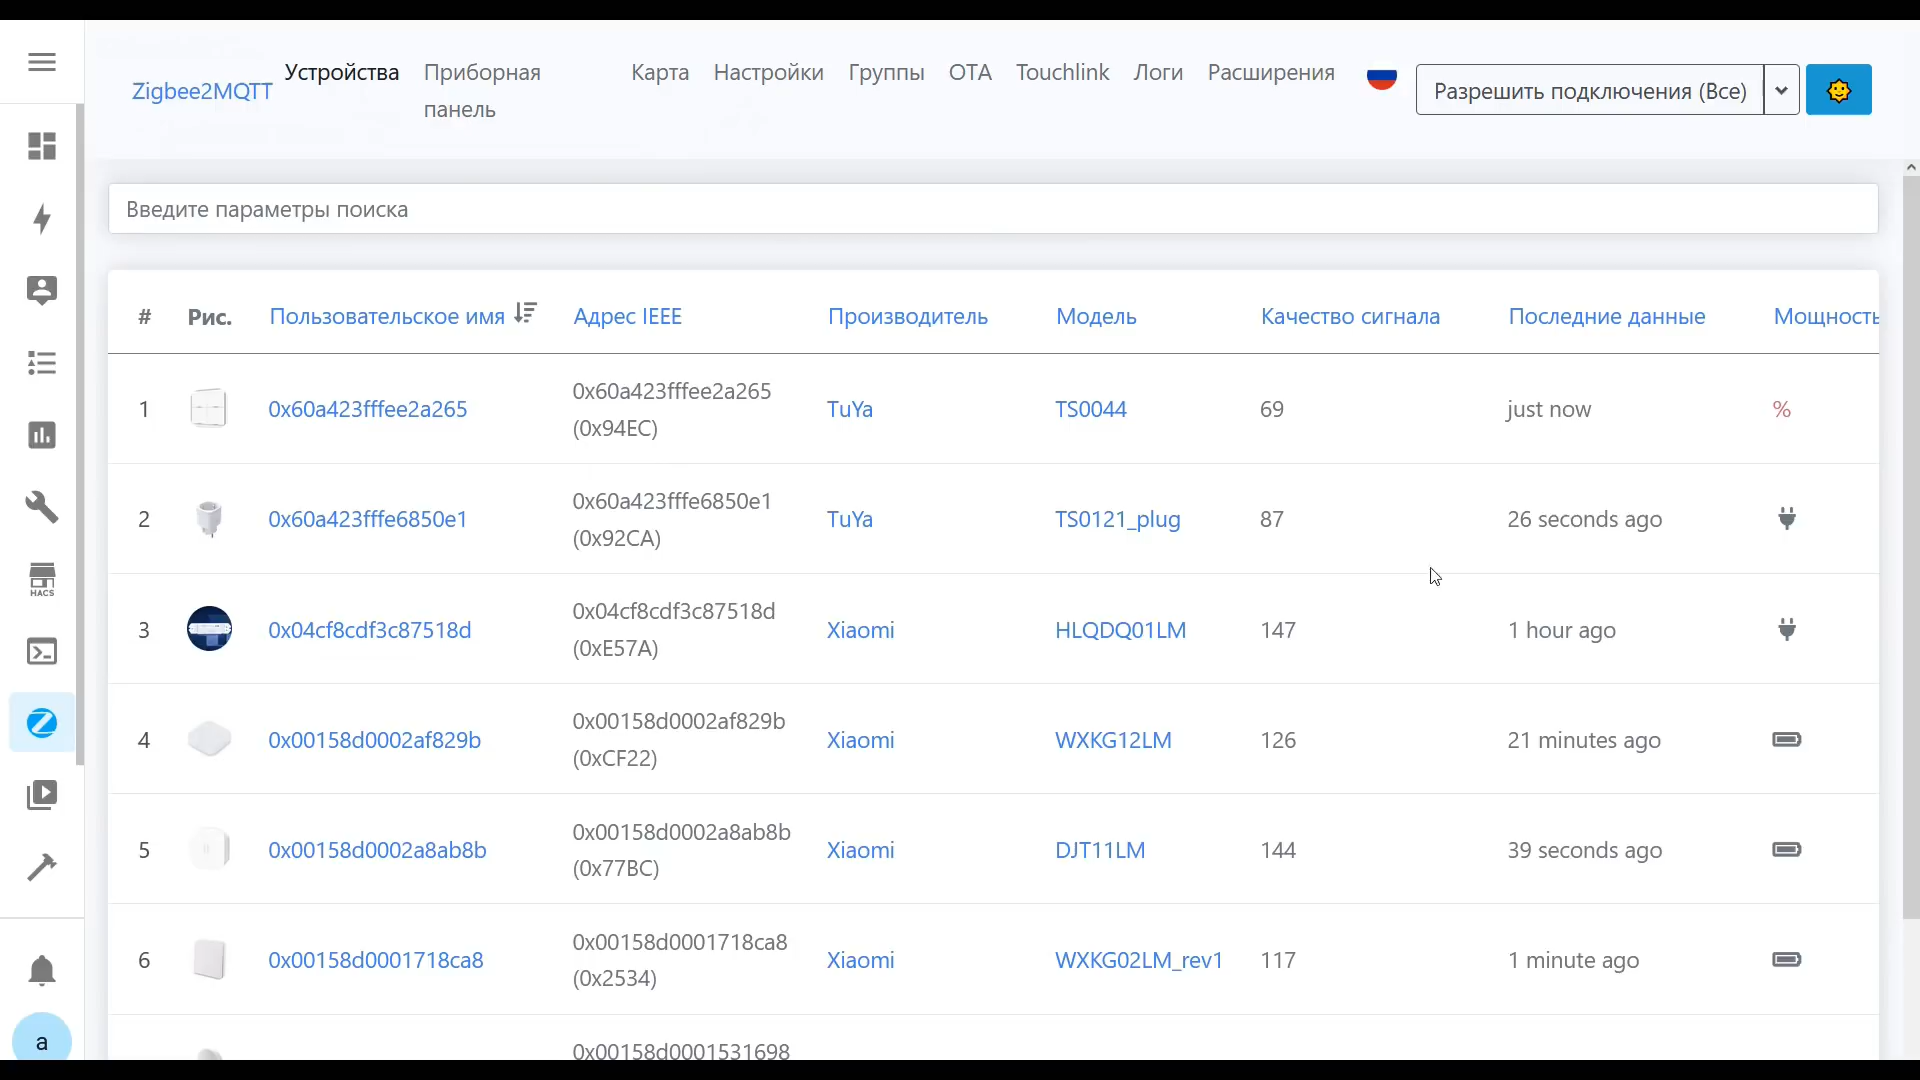 Zigbee2MQTT
Устройства
Приборная
панель
Карта
Настройки
Группы
OTA
Touchlink
Логи
Расширения
Разрешить подключения (Все)
Введите параметры поиска
# Рис. Пользовательское имя Адрес IEEE Производитель Модель Качество сигнала Последние данные Мощность
1 0x60a423fffee2a265 0x60a423fffee2a265 TuYa TS0044 69 just now %
(0x94EC)
2 0x60a423fffe6850e1 0x60a423fffe6850e1 TuYa TS0121_plug 87 26 seconds ago
(0x92CA)
3 0x04cf8cdf3c87518d 0x04cf8cdf3c87518d Xiaomi HLQDQ01LM 147 1 hour ago
(0xE57A)
4 0x00158d0002af829b 0x00158d0002af829b Xiaomi WXKG12LM 126 21 minutes ago
(0xCF22)
5 0x00158d0002a8ab8b 0x00158d0002a8ab8b Xiaomi DJT11LM 144 39 seconds ago
(0x77BC)
6 0x00158d0001718ca8 0x00158d0001718ca8 Xiaomi WXKG02LM_rev1 117 1 minute ago
(0x2534)
0x00158d0001531698
HACS
a